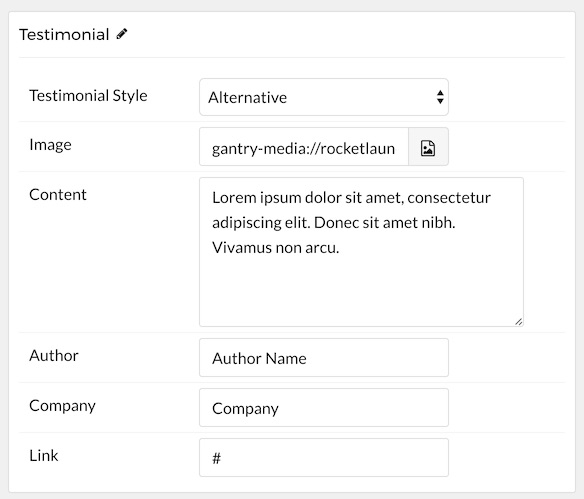 Testimonial
Testimonial Style
Alternative
Image
gantry-media://rocketlaun
Content
Lorem ipsum dolor sit amet, consectetur
adipiscing elit. Donec sit amet nibh.
Vivamus non arcu.
Author
Author Name
Company
Company
Link
#